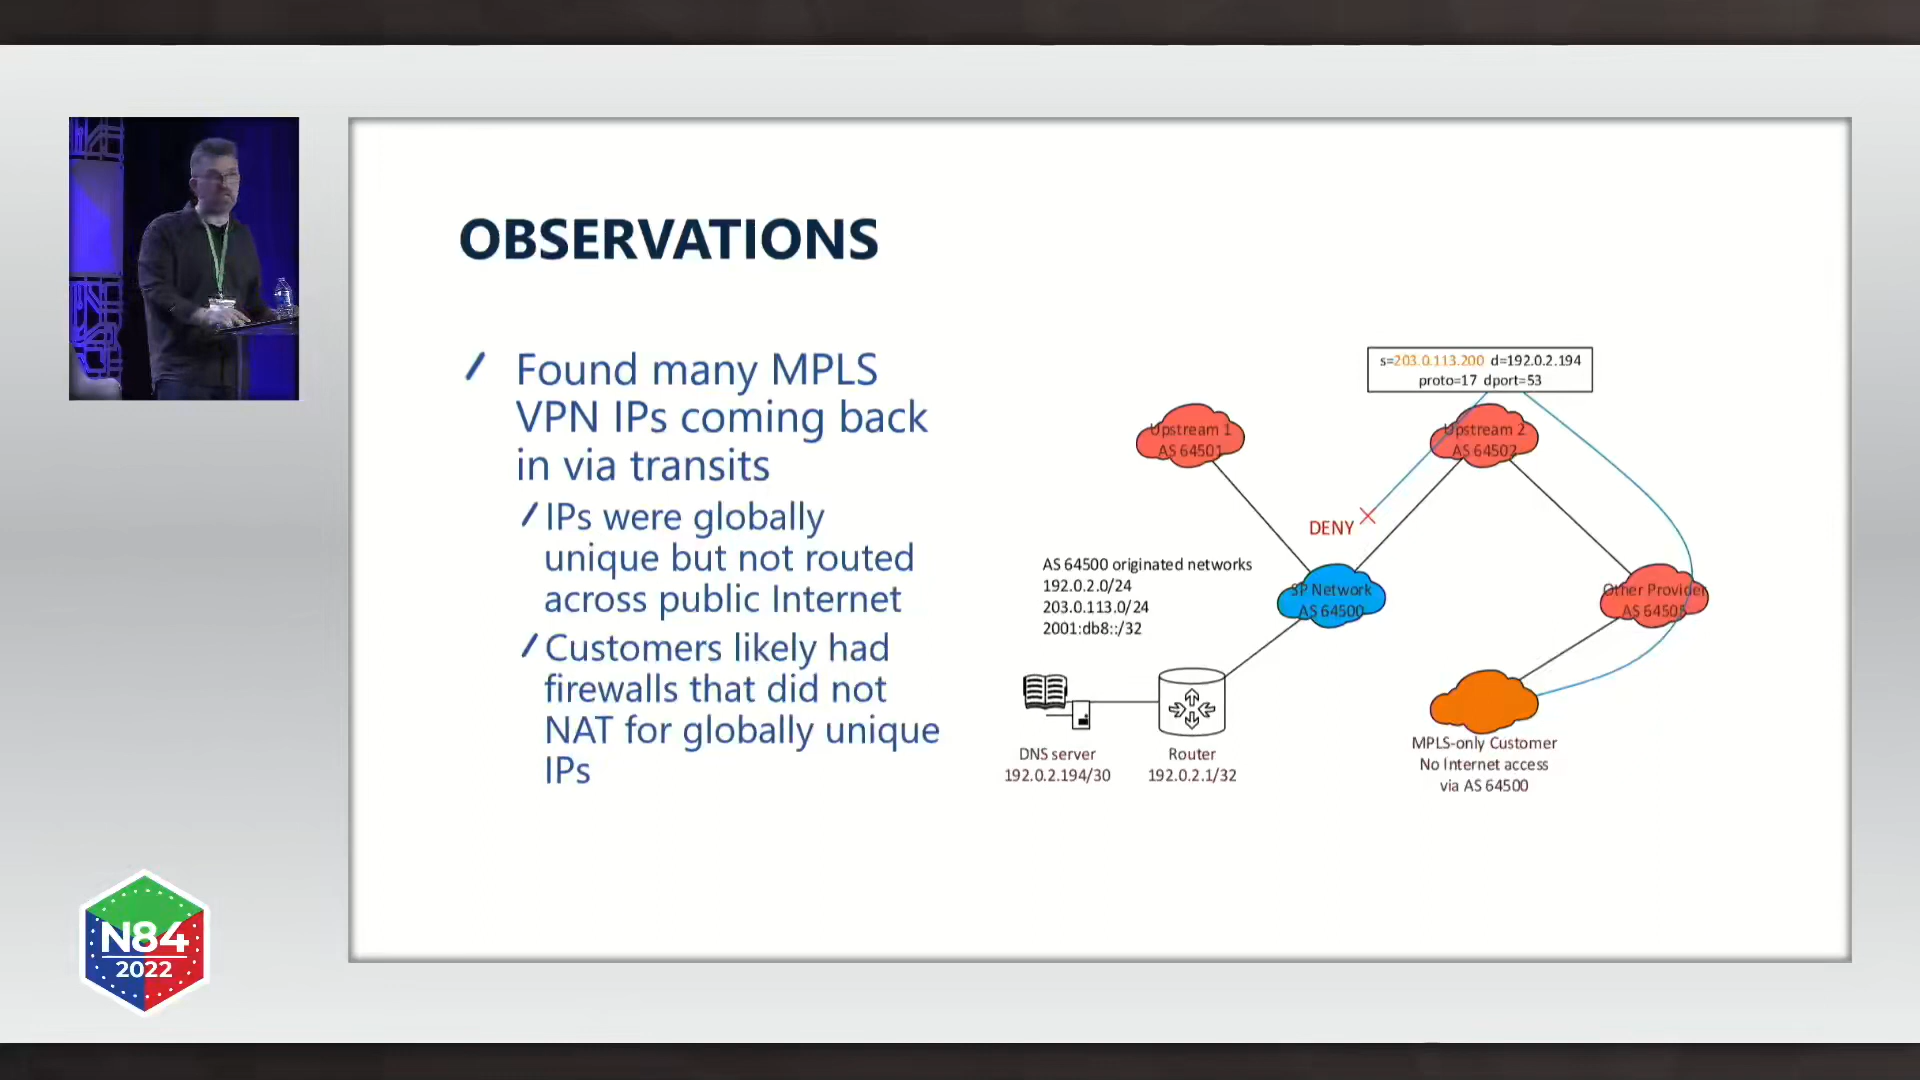 OBSERVATIONS
Found many MPLS
VPN IPs coming back
in via transits
IPs were globally
unique but not routed
across public Internet
Customers likely had
firewalls that did not
NAT for globally unique
IPs
s=203.0.113.200 d=192.0.2.194
proto=17 dport=53
Upstream 1
AS 64501
Upstream 2
AS 64502
DENY
AS 64500 originated networks
192.0.2.0/24
203.0.113.0/24
2001:db8::/32
SP Network
AS 64500
Other Provider
AS 64505
DNS server
192.0.2.194/30
Router
192.0.2.1/32
MPLS-only Customer
No Internet access
via AS 64500
N84
2022